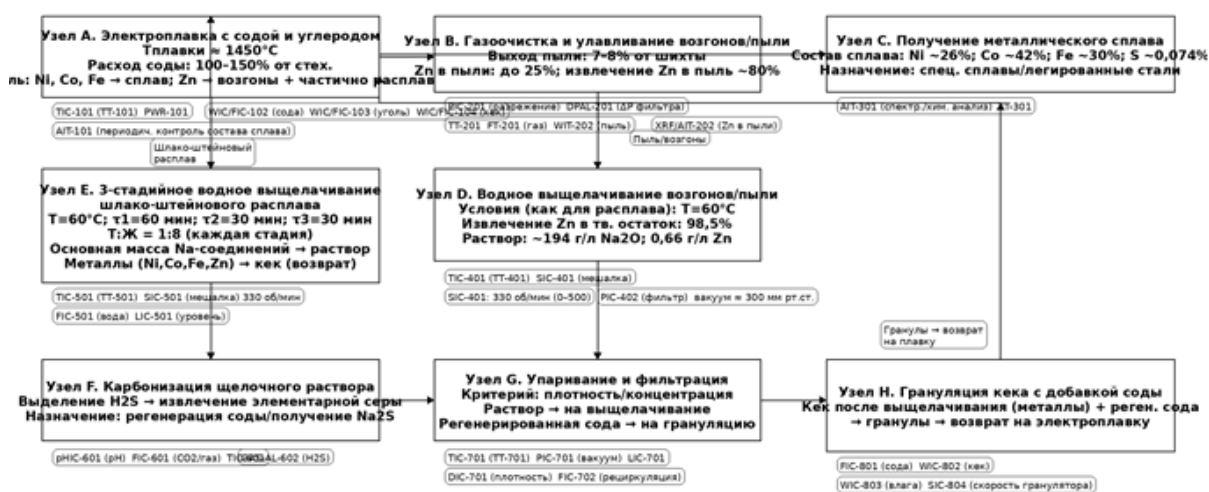 Узел A. Электроплавка с содой и углеродом
Tплавки ≈ 1450°C
Расход соды: 100–150% от стех.
ль: Ni, Co, Fe → сплав; Zn → возгоны + частично расплав
TIC-101 (TT-101) PWR-101
WIC/FIC-102 (сода) WIC/FIC-103 (уголь) WIC/FIC-104 (кек)
AIT-101 (периодич. контроль состава сплава)
Шлако-штейновый
расплав
Узел B. Газоочистка и улавливание возгонов/пыли
Выход пыли: 7–8% от шихты
Zn в пыли: до 25%; извлечение Zn в пыль ~80%
PIC-201 (разрежение) DPAL-201 (ΔP фильтра)
TT-201 FT-201 (газ) WIT-202 (пыль)
XRF/AIT-202 (Zn в пыли)
Пыль/возгоны
Узел C. Получение металлического сплава
Состав сплава: Ni ~26%; Co ~42%; Fe ~30%; S ~0,074%
Назначение: спец. сплавы/легированные стали
AIT-301 (спектр./хим. анализ)
Узел E. 3-стадийное водное выщелачивание
шлако-штейнового расплава
T=60°C; τ1=60 мин; τ2=30 мин; τ3=30 мин
Т:Ж = 1:8 (каждая стадия)
Основная масса Na-соединений → раствор
Металлы (Ni,Co,Fe,Zn) → кек (возврат)
TIC-501 (TT-501) SIC-501 (мешалка) 330 об/мин
FIC-501 (вода) LIC-501 (уровень)
Узел D. Водное выщелачивание возгонов/пыли
Условия (как для расплава): T=60°C
Извлечение Zn в тв. остаток: 98,5%
Раствор: ~194 г/л Na2O; 0,66 г/л Zn
TIC-401 (TT-401) SIC-401 (мешалка)
SIC-401: 330 об/мин (0–500)
PIC-402 (фильтр) вакуум ≈ 300 мм рт.ст.
Гранулы → возврат
на плавку
Узел F. Карбонизация щелочного раствора
Выделение H2S → извлечение элементарной серы
Назначение: регенерация соды/получение Na2S
pHIC-601 (pH) FIC-601 (CO2/газ)
(H2S)
Узел G. Упаривание и фильтрация
Критерий: плотность/концентрация
Раствор → на выщелачивание
Регенерированная сода → на грануляцию
TIC-701 (TT-701) PIC-701 (вакуум) LIC-701
DIC-701 (плотность) FIC-702 (рециркуляция)
Узел H. Грануляция кека с добавкой соды
Кек после выщелачивания (металлы) + реген. сода
→ гранулы → возврат на электроплавку
FIC-801 (сода) WIC-802 (кек)
WIC-803 (влага) SIC-804 (скорость гранулятора)